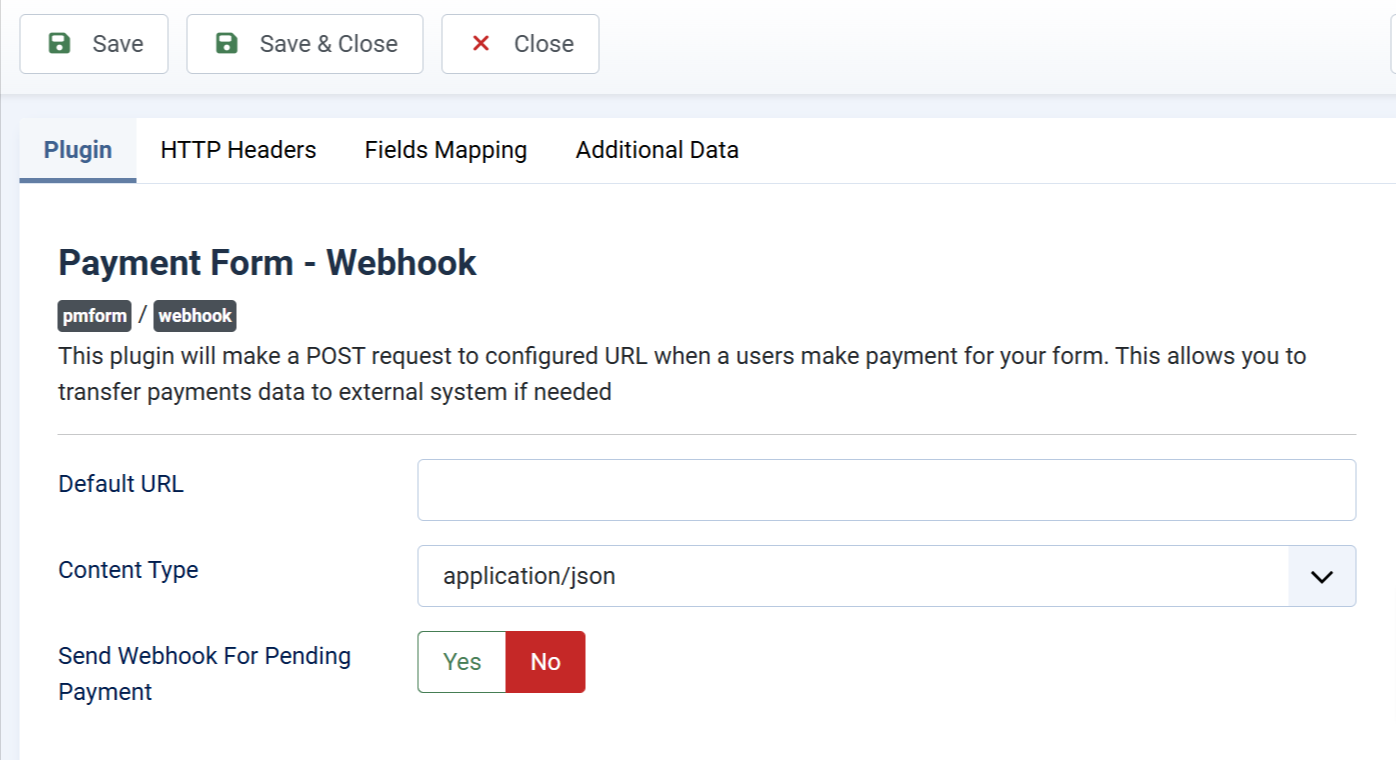 Save Save & Close Close
Plugin HTTP Headers Fields Mapping Additional Data
Payment Form - Webhook
pmform / webhook
This plugin will make a POST request to configured URL when a users make payment for your form. This allows you to
transfer payments data to external system if needed
Default URL
Content Type application/json
Send Webhook For Pending
Payment
Yes No